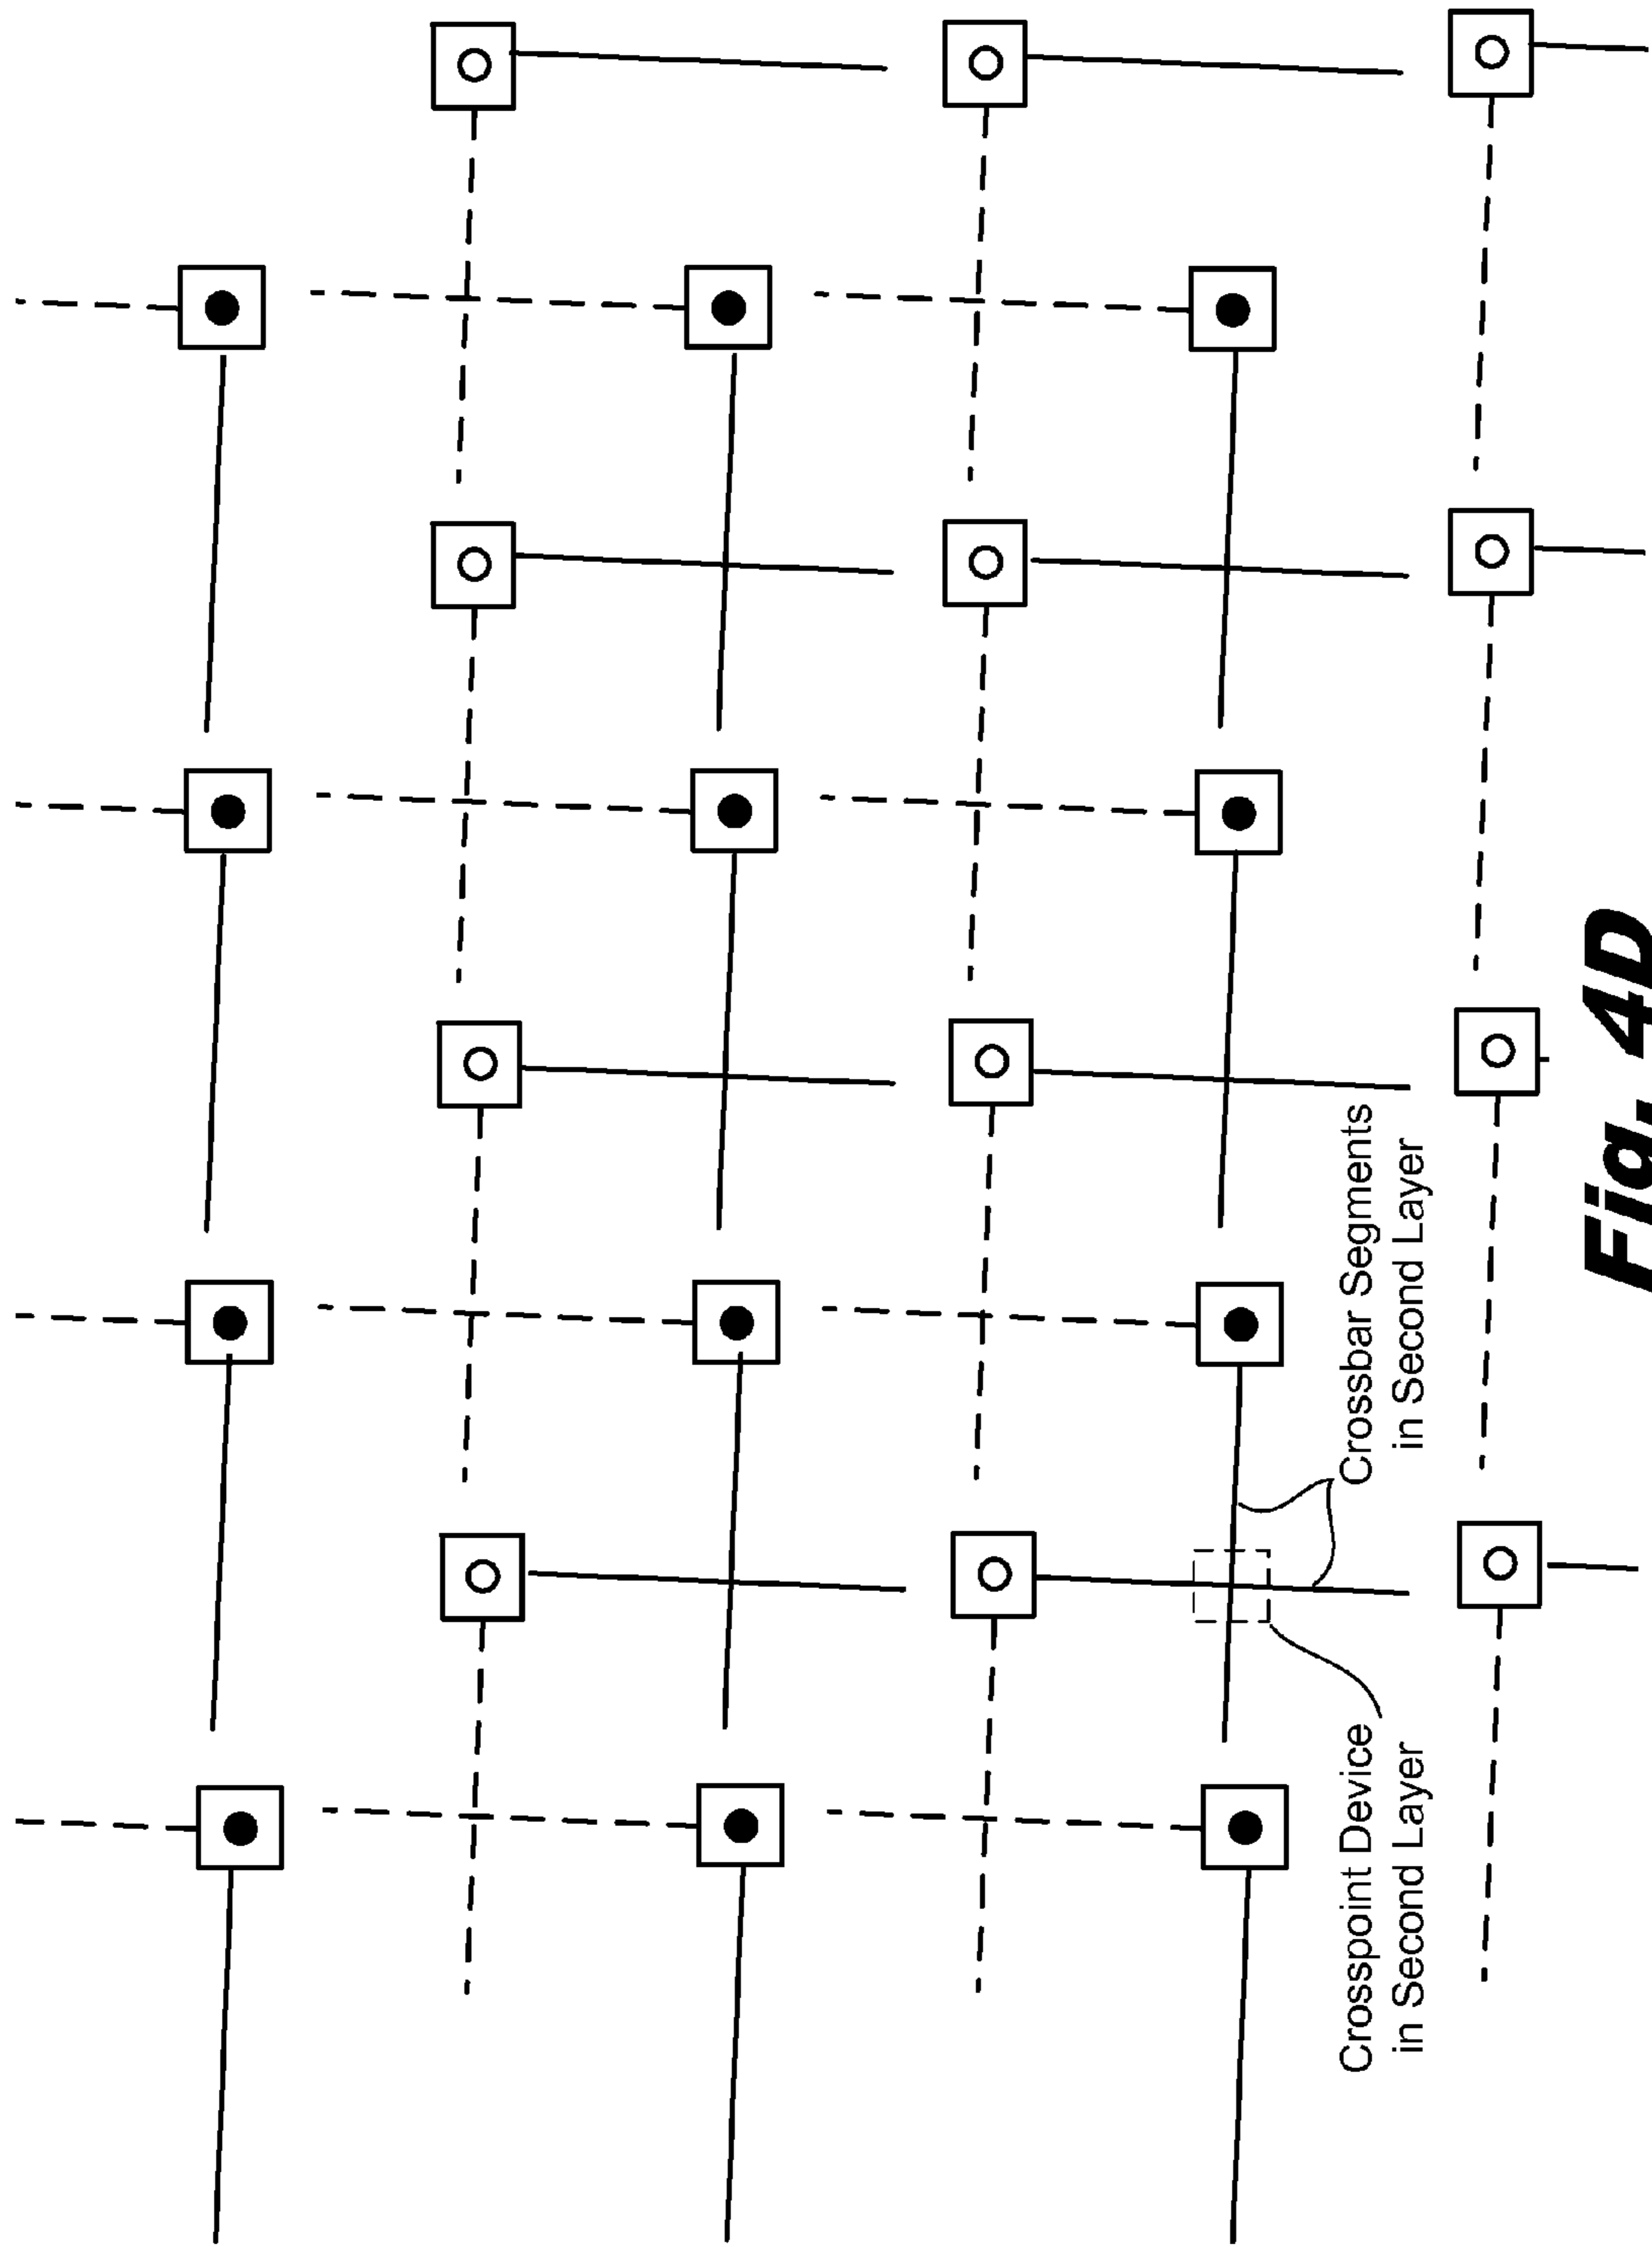 Crosspoint Device
in Second Layer
Crossbar Segments
in Second Layer
Fig. 4D